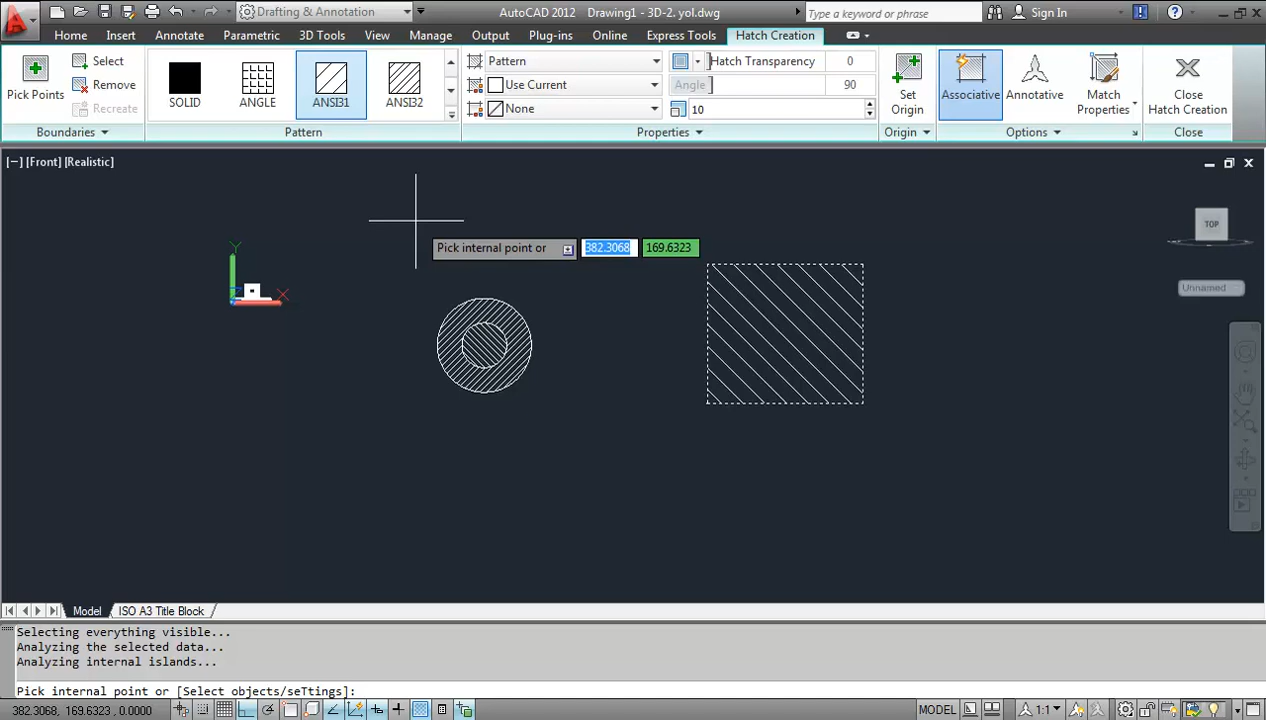 Drafting & Annotation
AutoCAD 2012 Drawing1 - 3D-2. yol.dwg
Type a keyword or phrase
Sign In
Home Insert Annotate Parametric 3D Tools View Manage Output Plug-ins Online Express Tools Hatch Creation
Pick Points
Select
Remove
Recreate
Boundaries
SOLID
ANGLE
ANSI31
ANSI32
Pattern
Pattern
Use Current
None
Hatch Transparency 0
Angle 90
10
Properties
Set
Origin
Origin
Associative
Annotative
Match
Properties
Options
Close
Hatch Creation
Close
[–] [Front] [Realistic]
TOP
Y
X
Pick internal point or 382.3068 169.6323
Unnamed
Model ISO A3 Title Block
Selecting everything visible...
Analyzing the selected data...
Analyzing internal islands...
Pick internal point or [Select objects/seTtings]:
382.3068, 169.6323 , 0.0000
MODEL
1:1